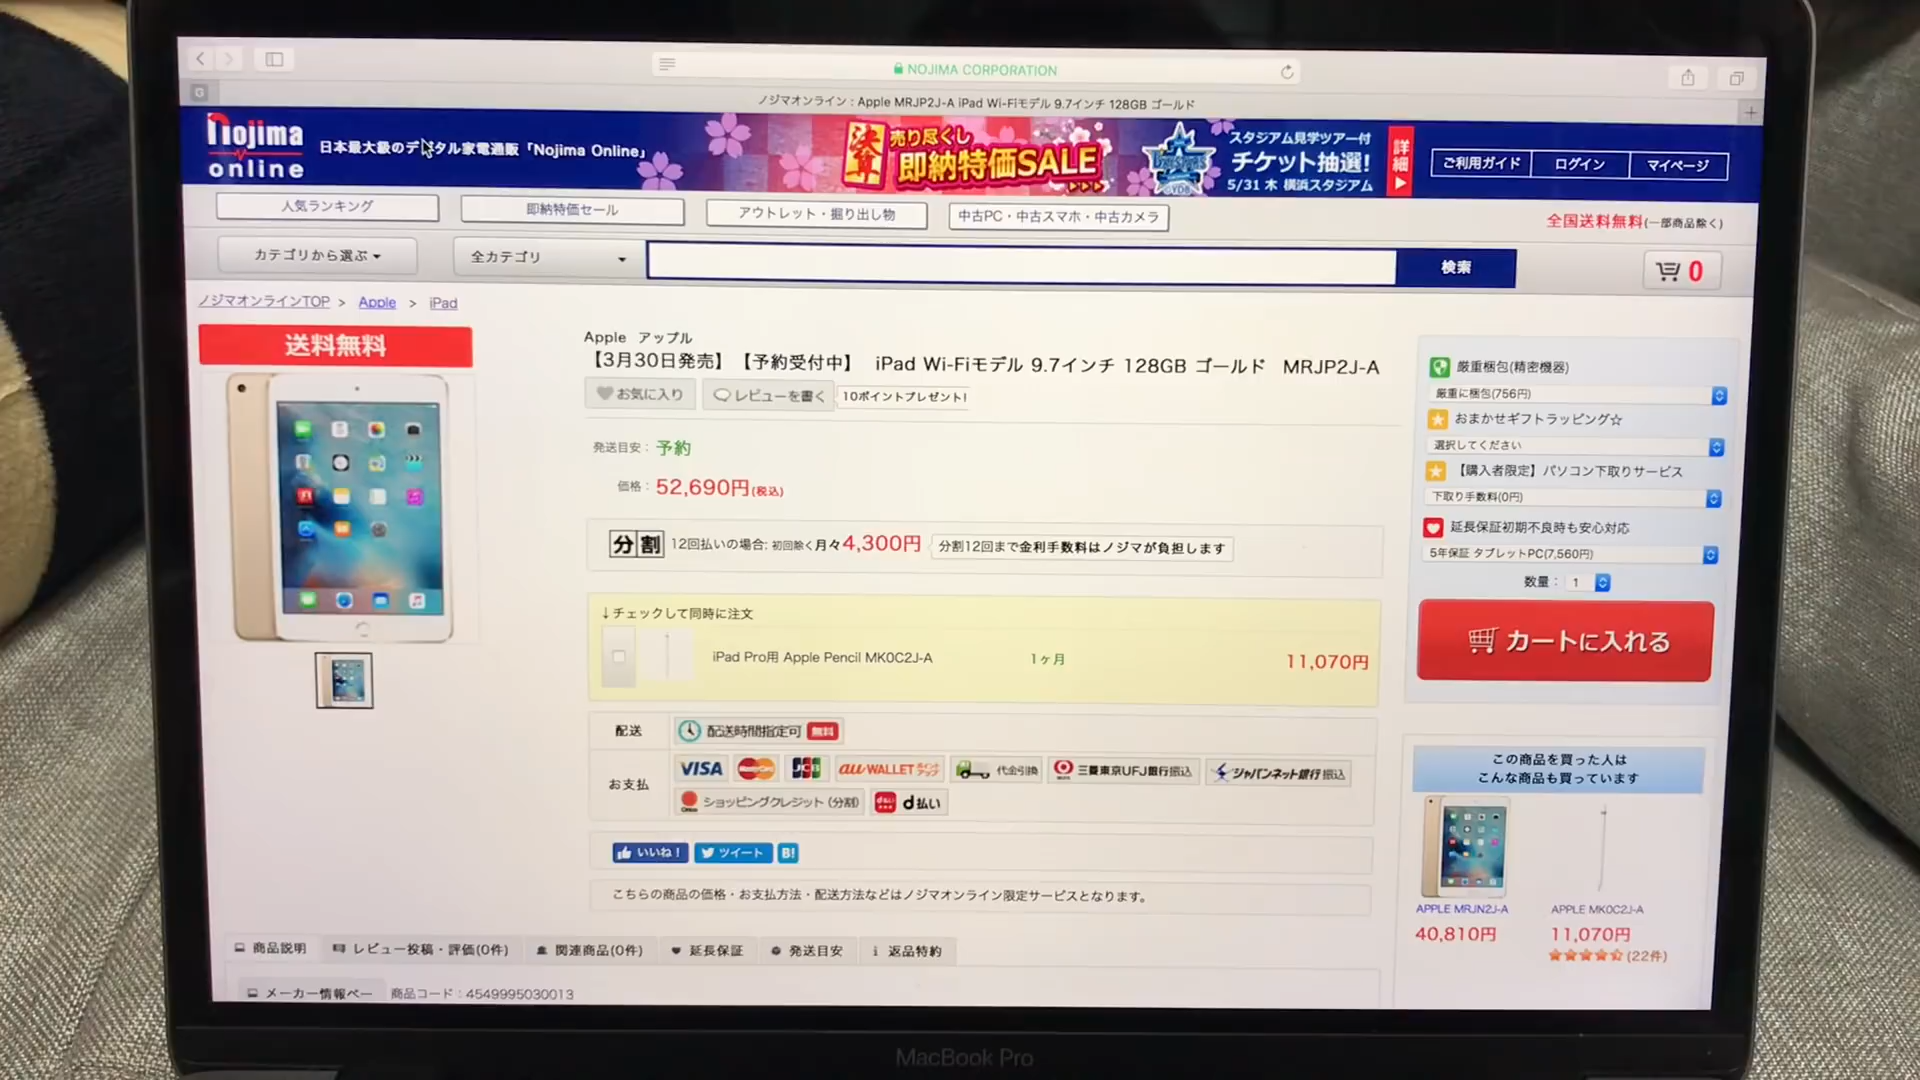 NOJIMA CORPORATION
ノジマオンライン : Apple MRJP2J-A iPad Wi-Fiモデル 9.7インチ 128GB ゴールド
Nojima online
日本最大級のデジタル家電通販「Nojima Online」
決算 売り尽くし 即納特価SALE
スタジアム見学ツアー付
チケット抽選!
5/31 木 横浜スタジアム
詳細
ご利用ガイド ログイン マイページ
人気ランキング 即納特価セール アウトレット・掘り出し物 中古PC・中古スマホ・中古カメラ
全国送料無料(一部商品除く)
カテゴリから選ぶ 全カテゴリ 検索 0
ノジマオンラインTOP > Apple > iPad
送料無料
Apple アップル
【3月30日発売】【予約受付中】 iPad Wi-Fiモデル 9.7インチ 128GB ゴールド MRJP2J-A
お気に入り レビューを書く 10ポイントプレゼント!
発送目安: 予約
価格: 52,690円(税込)
分割 12回払いの場合: 初回除く月々4,300円 分割12回まで金利手数料はノジマが負担します
↓チェックして同時に注文
iPad Pro用 Apple Pencil MK0C2J-A 1ヶ月 11,070円
配送 配送時間指定可 無料
お支払 VISA MasterCard JCB au WALLET 代金引換 三菱東京UFJ銀行振込 ジャパンネット銀行振込
ショッピングクレジット(分割) d払い
いいね! ツイート B!
こちらの商品の価格・お支払方法・配送方法などはノジマオンライン限定サービスとなります。
商品説明 レビュー投稿・評価(0件) 関連商品(0件) 延長保証 発送目安 返品特約
メーカー情報ペー 商品コード : 4549995030013
厳重梱包(精密機器)
厳重に梱包(756円)
おまかせギフトラッピング☆
選択してください
【購入者限定】パソコン下取りサービス
下取り手数料(0円)
延長保証初期不良時も安心対応
5年保証 タブレットPC(7,560円)
数量: 1
カートに入れる
この商品を買った人は
こんな商品も買っています
APPLE MRJN2J-A APPLE MK0C2J-A
40,810円 11,070円
(22件)
MacBook Pro